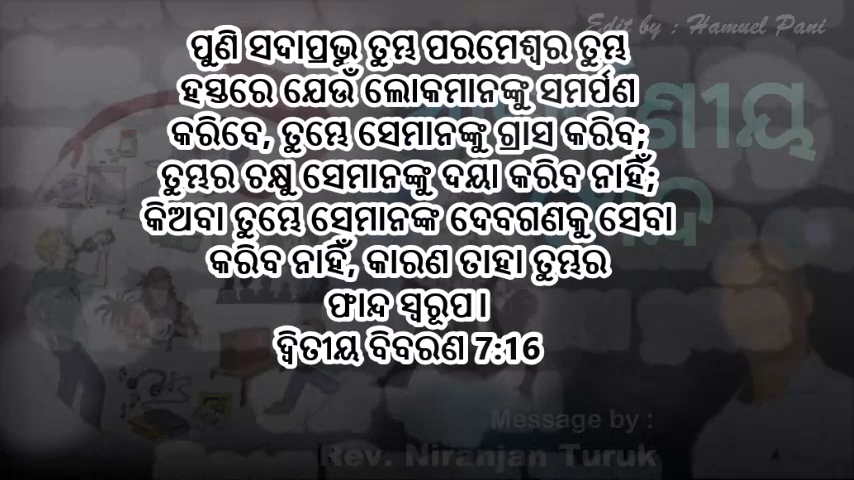 Edit by : Hamuel Pani
ପୁଣି ସଦାପ୍ରଭୁ ତୁମ୍ଭ ପରମେଶ୍ୱର ତୁମ୍ଭ
ହସ୍ତରେ ଯେଉଁ ଲୋକମାନଙ୍କୁ ସମର୍ପଣ
କରିବେ, ତୁମ୍ଭେ ସେମାନଙ୍କୁ ଗ୍ରାସ କରିବ;
ତୁମ୍ଭର ଚକ୍ଷୁ ସେମାନଙ୍କୁ ଦୟା କରିବ ନାହିଁ;
କିଅବା ତୁମ୍ଭେ ସେମାନଙ୍କ ଦେବଗଣକୁ ସେବା
କରିବ ନାହିଁ, କାରଣ ତାହା ତୁମ୍ଭର
ଫାନ୍ଦ ସ୍ୱରୂପ।
ଦ୍ୱିତୀୟ ବିବରଣ 7:16
Message by :
Rev. Niranjan Turuk